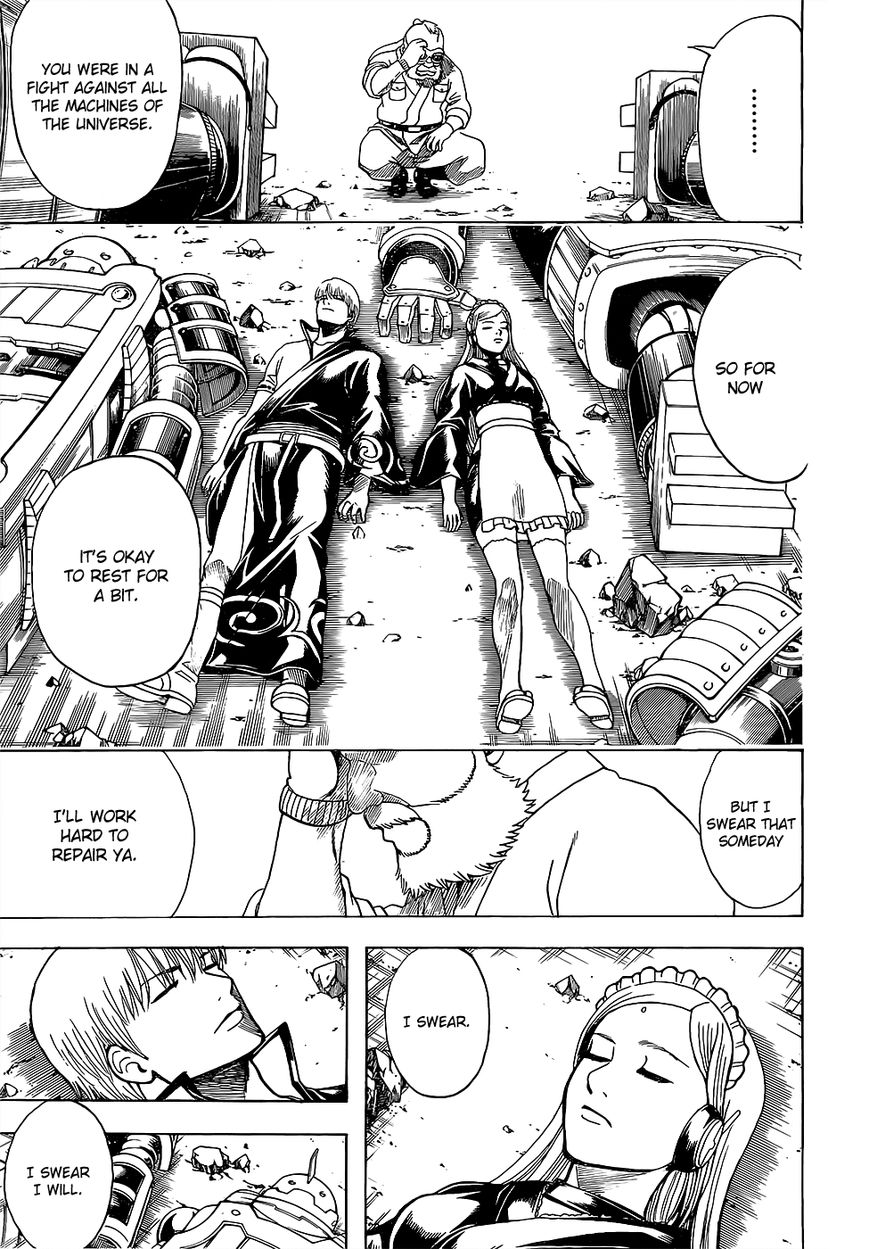 .........
YOU WERE IN A
FIGHT AGAINST ALL
THE MACHINES OF
THE UNIVERSE.
SO FOR
NOW
IT'S OKAY
TO REST FOR
A BIT.
BUT I
SWEAR THAT
SOMEDAY
I'LL WORK
HARD TO
REPAIR YA.
I SWEAR.
I SWEAR
I WILL.